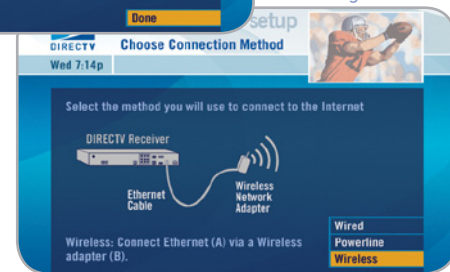 Done
setup
DIRECTV
Choose Connection Method
Wed 7:14p
Select the method you will use to connect to the Internet
DIRECTV Receiver
Ethernet
Cable
Wireless
Network
Adapter
Wireless: Connect Ethernet (A) via a Wireless
adapter (B).
Wired
Powerline
Wireless